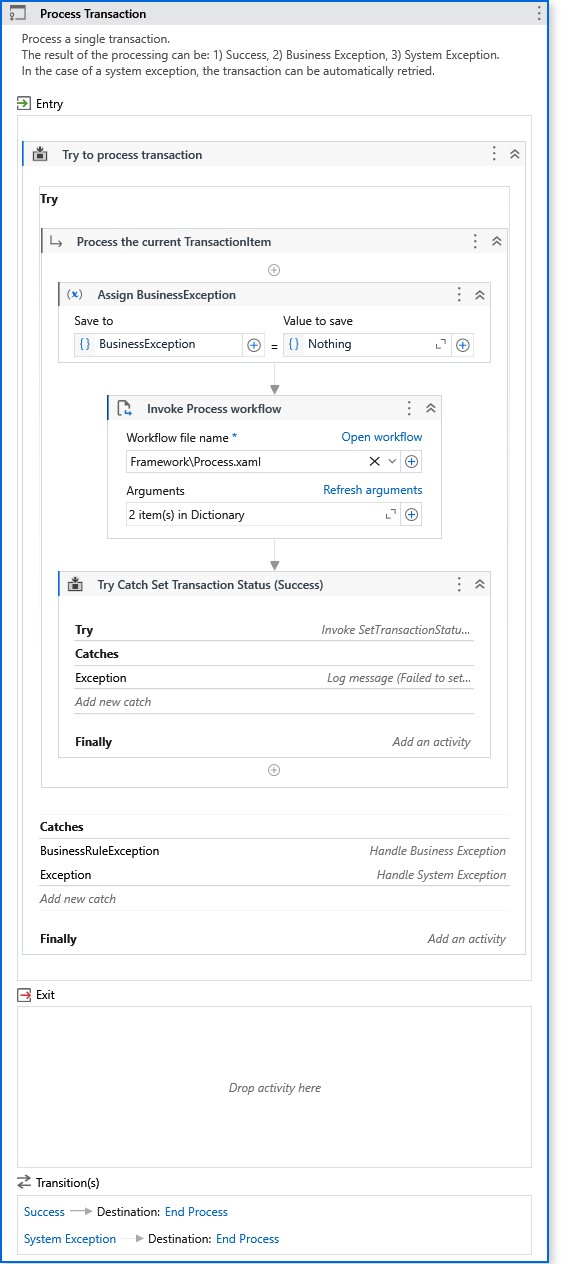 Process Transaction
Process a single transaction.
The result of the processing can be: 1) Success, 2) Business Exception, 3) System Exception.
In the case of a system exception, the transaction can be automatically retried.
Entry
Try to process transaction
Try
Process the current TransactionItem
(x) Assign BusinessException
Save to Value to save
{} BusinessException = {} Nothing
Invoke Process workflow
Workflow file name * Open workflow
Framework\Process.xaml
Arguments Refresh arguments
2 item(s) in Dictionary
Try Catch Set Transaction Status (Success)
Try Invoke SetTransactionStatu...
Catches
Exception Log message (Failed to set...
Add new catch
Finally Add an activity
Catches
BusinessRuleException Handle Business Exception
Exception Handle System Exception
Add new catch
Finally Add an activity
Exit
Drop activity here
Transition(s)
Success Destination: End Process
System Exception Destination: End Process